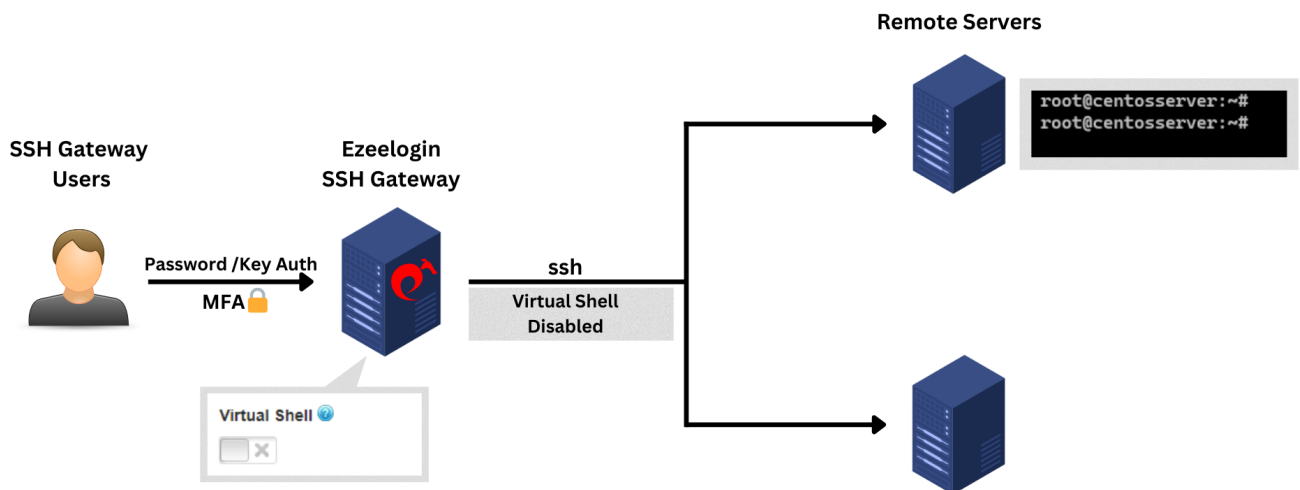 Remote Servers
root@centosserver:~#
root@centosserver:~#
SSH Gateway
Users
Ezeelogin
SSH Gateway
Password /Key Auth
MFA
ssh
Virtual Shell
Disabled
Virtual Shell ?